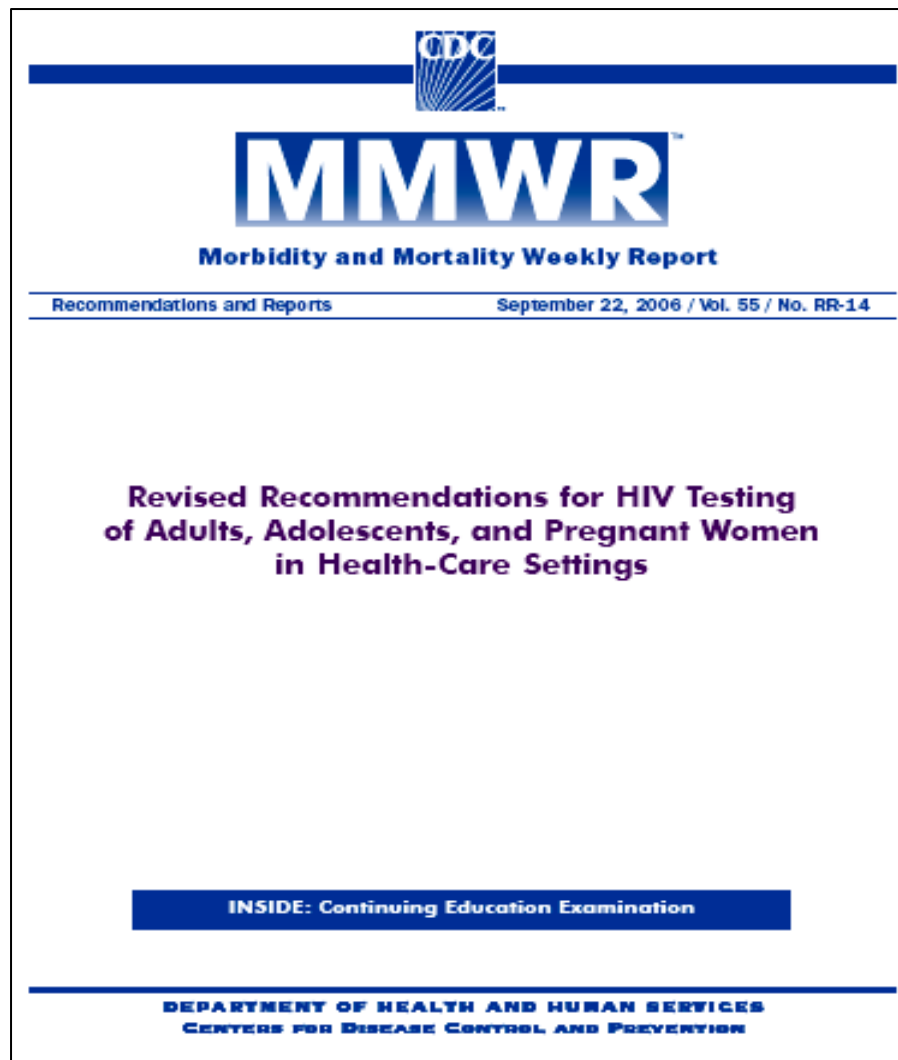 CDC
MMWR™
Morbidity and Mortality Weekly Report
Recommendations and Reports September 22, 2006 / Vol. 55 / No. RR-14
Revised Recommendations for HIV Testing
of Adults, Adolescents, and Pregnant Women
in Health-Care Settings
INSIDE: Continuing Education Examination
DEPARTMENT OF HEALTH AND HUMAN SERVICES
CENTERS FOR DISEASE CONTROL AND PREVENTION